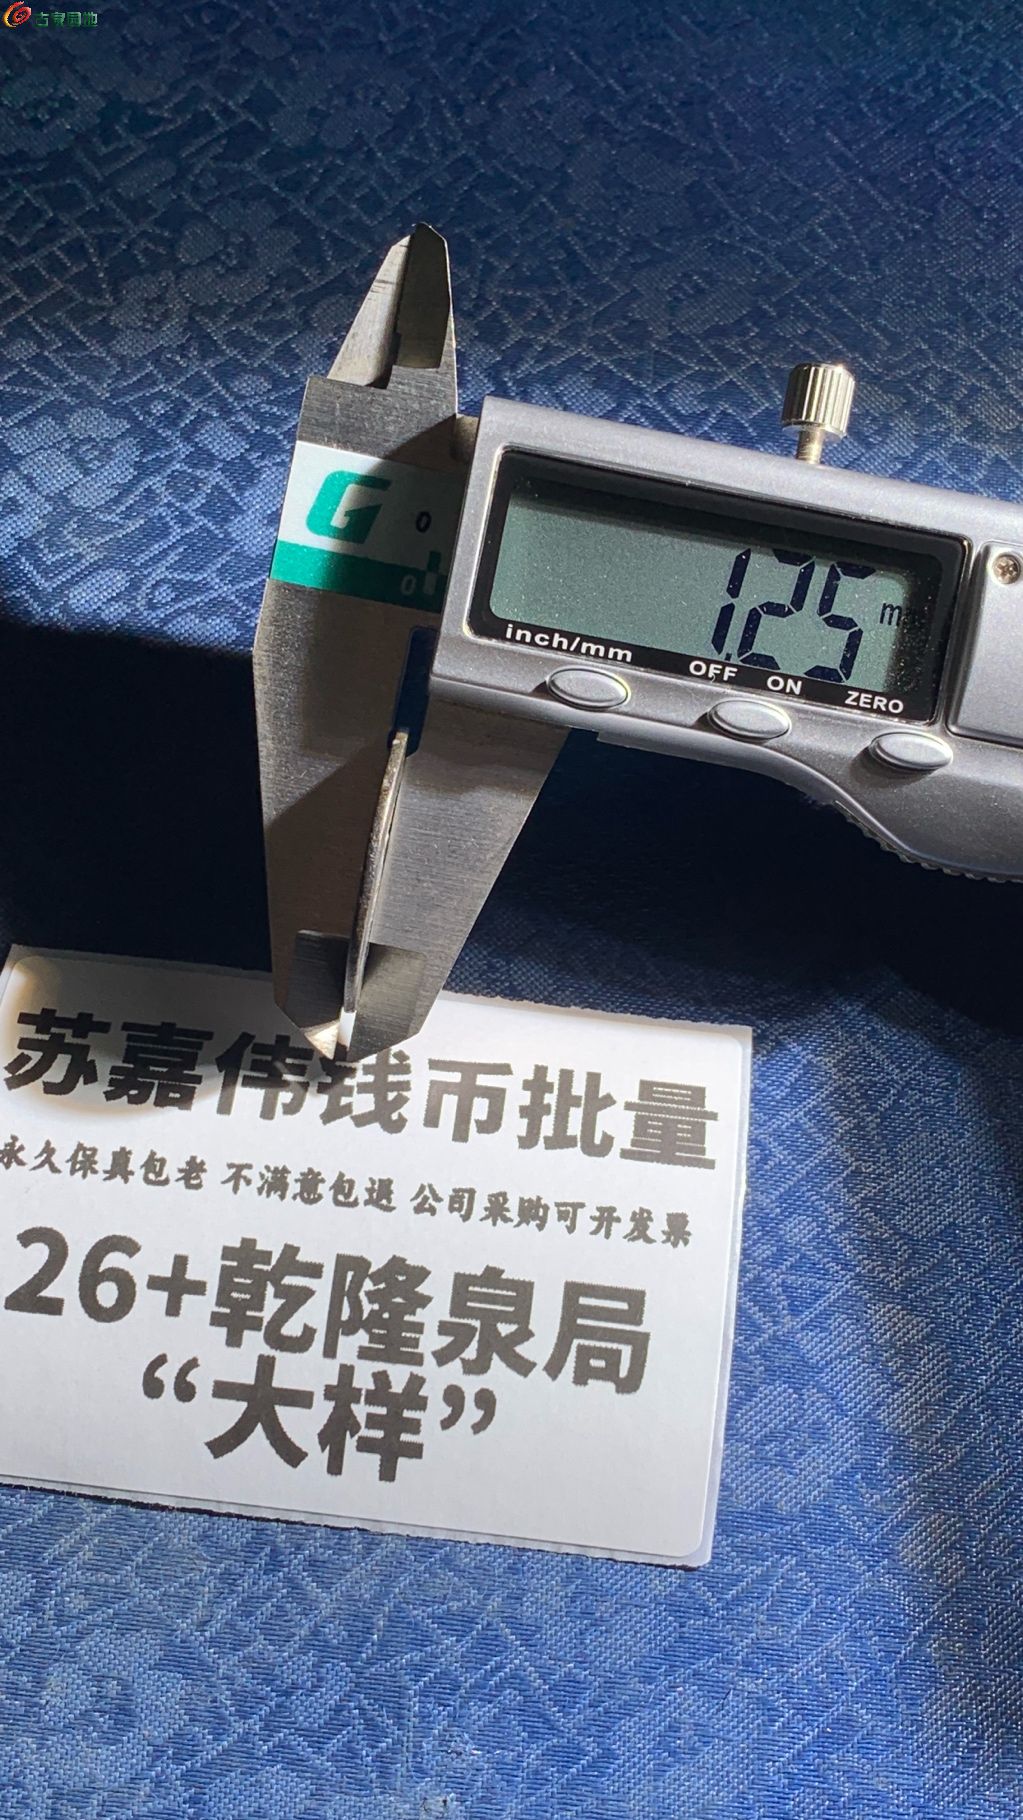 古泉园地
G
0
0
1.25 m
inch/mm
OFF ON ZERO
苏嘉伟钱币批量
永久保真包老 不满意包退 公司采购可开发票
26+乾隆泉局
“大样”